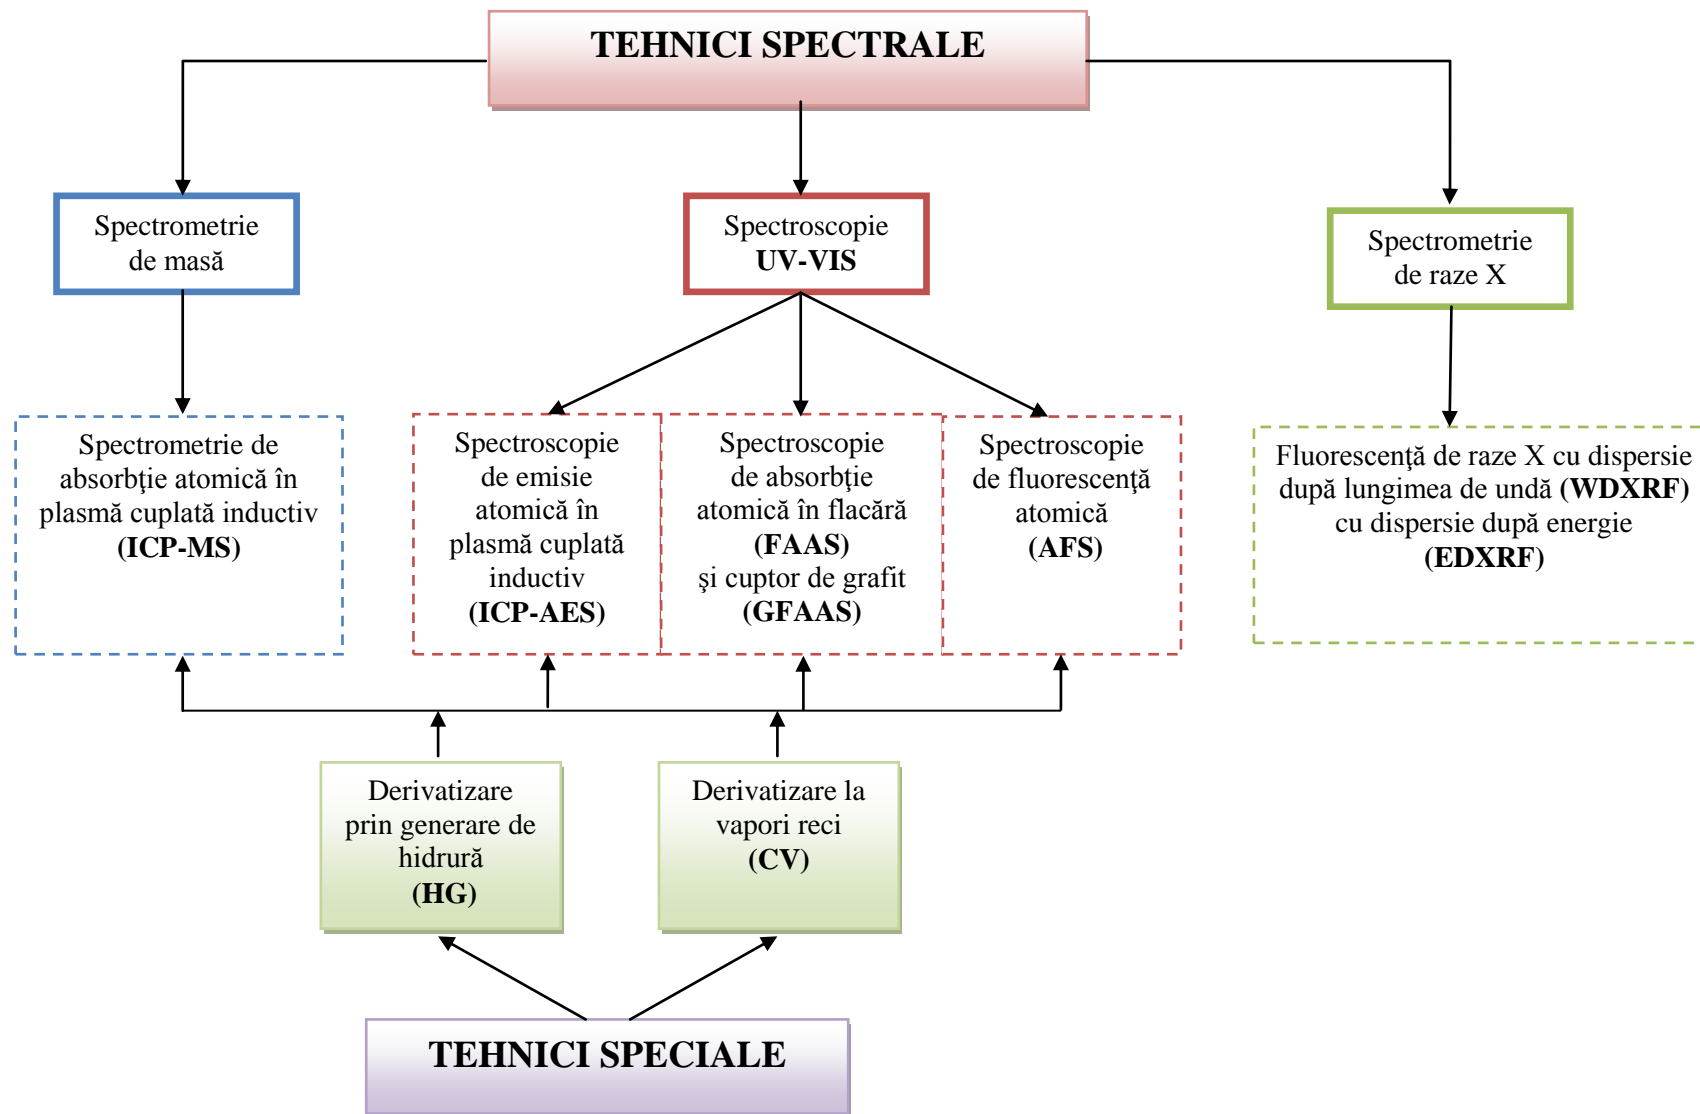 TEHNICI SPECTRALE
Spectrometrie
de masă
Spectroscopie
UV-VIS
Spectrometrie
de raze X
Spectrometrie de
absorbţie atomică în
plasmă cuplată inductiv
(ICP-MS)
Spectroscopie
de emisie
atomică în
plasmă cuplată
inductiv
(ICP-AES)
Spectroscopie
de absorbţie
atomică în flacără
(FAAS)
şi cuptor de grafit
(GFAAS)
Spectroscopie
de fluorescenţă
atomică
(AFS)
Fluorescenţă de raze X cu dispersie
după lungimea de undă (WDXRF)
cu dispersie după energie
(EDXRF)
Derivatizare
prin generare de
hidrură
(HG)
Derivatizare la
vapori reci
(CV)
TEHNICI SPECIALE